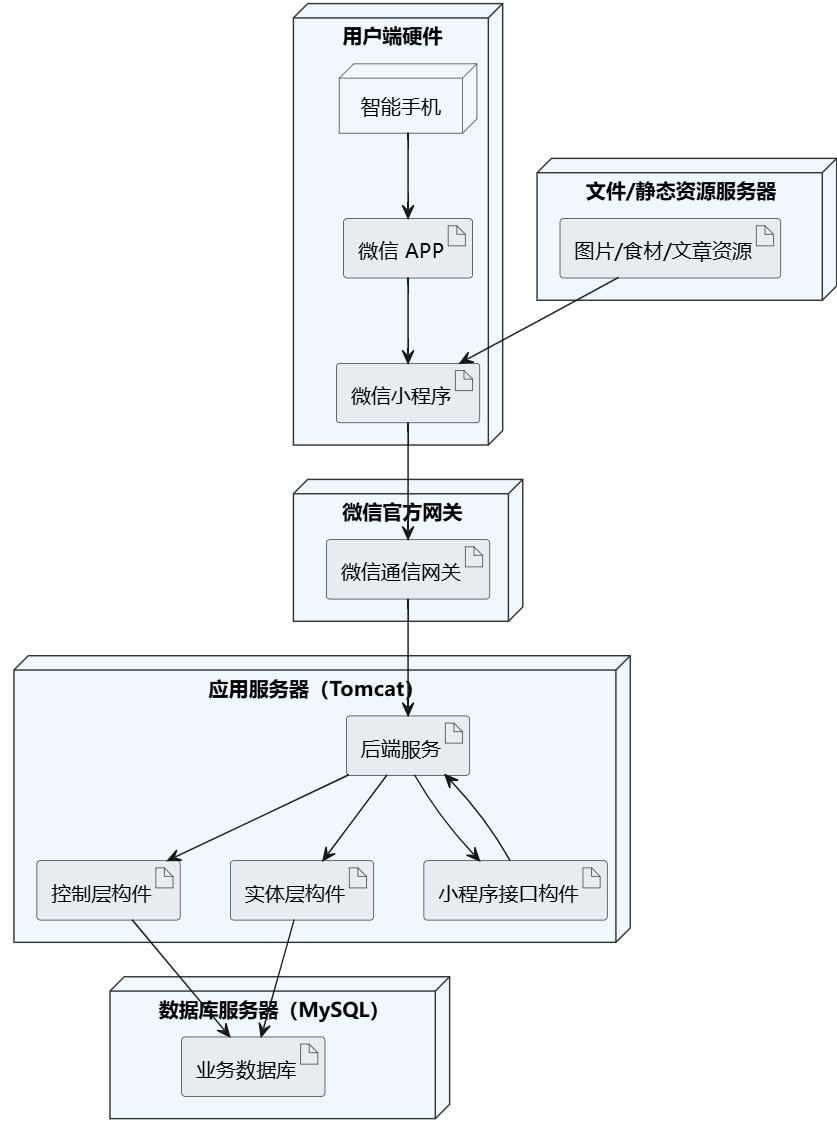 用户端硬件
智能手机
文件/静态资源服务器
微信 APP
图片/食材/文章资源
微信小程序
微信官方网关
微信通信网关
应用服务器（Tomcat）
后端服务
控制层构件
实体层构件
小程序接口构件
数据库服务器（MySQL）
业务数据库